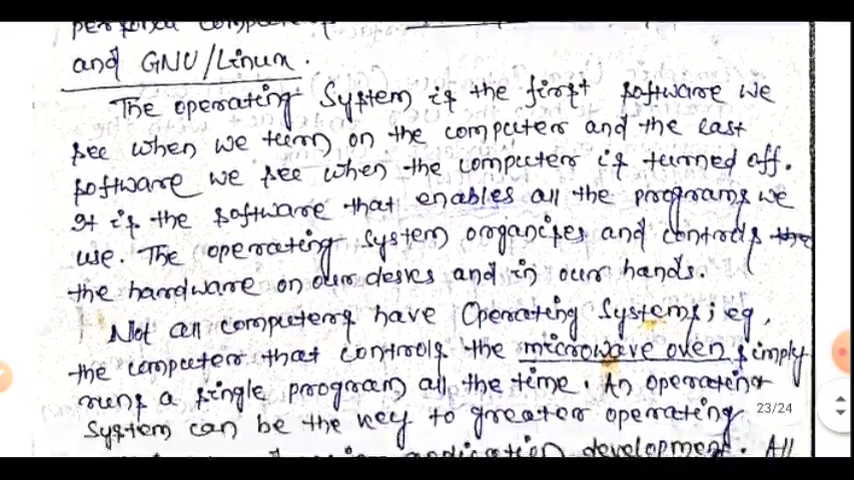 and GNU/Linux.
The operating System is the first software we
see when we turn on the computer and the last
software we see when the computer is turned off.
It is the software that enables all the programs we
use. The operating System organises and controls the
the hardware on our desks and in our hands.
Not all computers have Operating Systems; eg,
the computer that controls the microwave oven simply
runs a single program all the time. An operating
System can be the key to greater operating
development. All
23/24